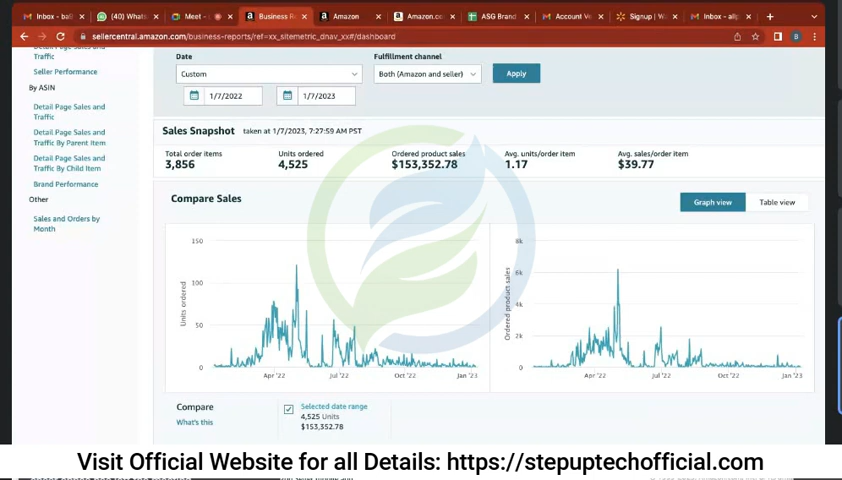 Inbox - ba
(40) Whats
Meet -
Business Re
Amazon
Amazon.co
ASG Brand
Account Ve
Signup | W
Inbox - alip
sellercentral.amazon.com/business-reports/ref=xx_sitemetric_dnav_xx#/dashboard
B
Detail Page Sales and
Traffic
Seller Performance
By ASIN
Detail Page Sales and
Traffic
Detail Page Sales and
Traffic By Parent Item
Detail Page Sales and
Traffic By Child Item
Brand Performance
Other
Sales and Orders by
Month
Date
Custom
1/7/2022
1/7/2023
Fulfillment channel
Both (Amazon and seller)
Apply
Sales Snapshot taken at 1/7/2023, 7:27:59 AM PST
Total order items
3,856
Units ordered
4,525
Ordered product sales
$153,352.78
Avg. units/order item
1.17
Avg. sales/order item
$39.77
Compare Sales
Graph view
Table view
Units ordered
150
100
50
0
Apr '22
Jul '22
Oct '22
Jan '23
Ordered product sales
8k
6k
4k
2k
0
Apr '22
Jul '22
Oct '22
Jan '23
Compare
What's this
Selected date range
4,525 Units
$153,352.78
Visit Official Website for all Details: https://stepuptechofficial.com